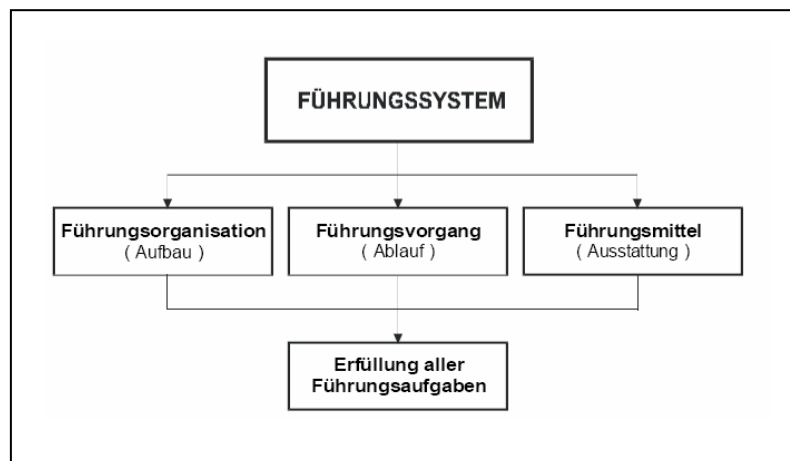 FÜHRUNGSSYSTEM
Führungsorganisation
( Aufbau )
Führungsvorgang
( Ablauf )
Führungsmittel
( Ausstattung )
Erfüllung aller
Führungsaufgaben